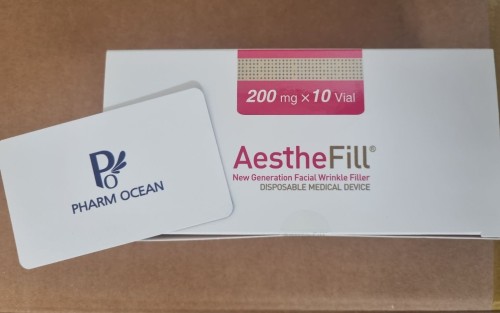 200 mg × 10 Vial
AestheFill®
New Generation Facial Wrinkle Filler
DISPOSABLE MEDICAL DEVICE
Po
PHARM OCEAN